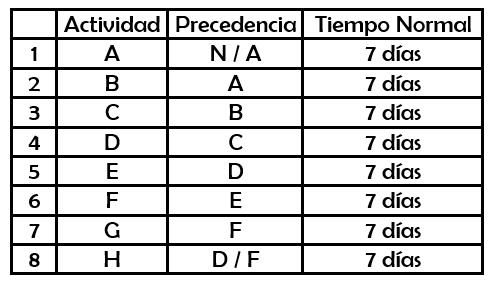 Actividad Precedencia Tiempo Normal
1 A N / A 7 días
2 B A 7 días
3 C B 7 días
4 D C 7 días
5 E D 7 días
6 F E 7 días
7 G F 7 días
8 H D / F 7 días